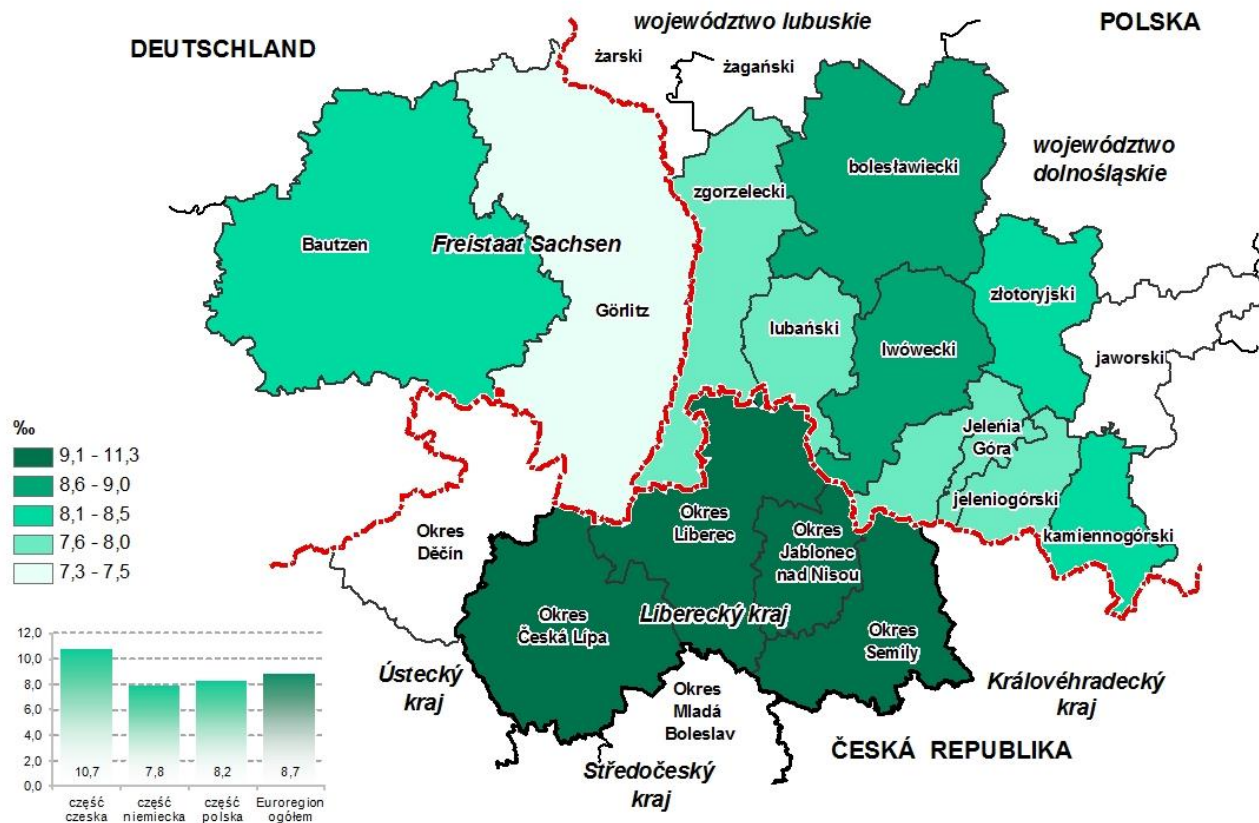 DEUTSCHLAND
województwo lubuskie
POLSKA
żarski
żagański
województwo
dolnośląskie
bolesławiecki
zgorzelecki
Bautzen
Freistaat Sachsen
Görlitz
złotoryjski
lubański
lwówecki
jaworski
Jelenia
Góra
jeleniogórski
kamiennogórski
‰
9,1 - 11,3
8,6 - 9,0
8,1 - 8,5
7,6 - 8,0
7,3 - 7,5
Okres
Děčín
Okres
Liberec
Okres
Jablonec
nad Nisou
Okres
Česká Lípa
Liberecký kraj
Okres
Semily
Ústecký
kraj
Okres
Mladá
Boleslav
Královéhradecký
kraj
Středočeský
kraj
ČESKÁ REPUBLIKA
12,0
10,0
8,0
6,0
4,0
2,0
0,0
10,7
7,8
8,2
8,7
część
czeska
część
niemiecka
część
polska
Euroregion
ogółem